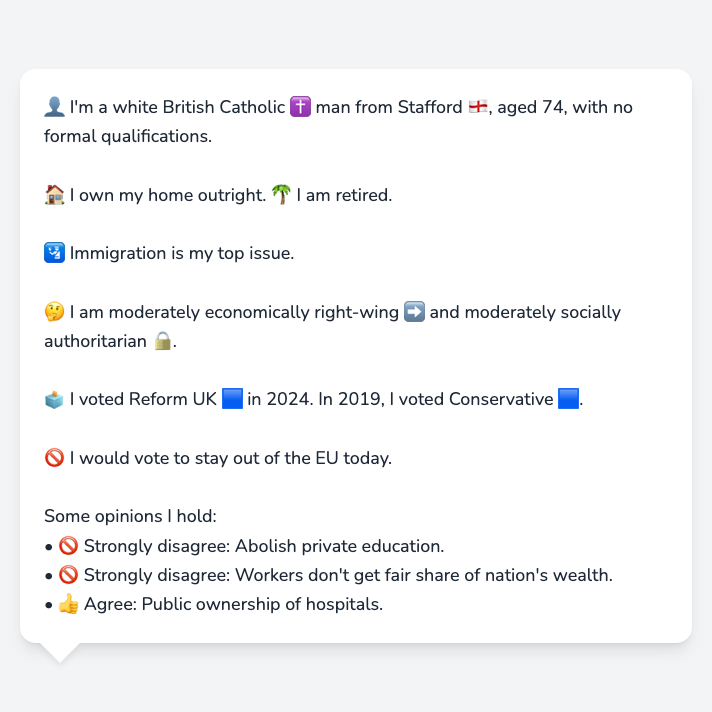 👤 I'm a white British Catholic ✝️ man from Stafford 🏴󠁧󠁢󠁥󠁮󠁧󠁿, aged 74, with no
formal qualifications.
🏠 I own my home outright. 🌴 I am retired.
🛂 Immigration is my top issue.
🤔 I am moderately economically right-wing ➡️ and moderately socially
authoritarian 🔒.
🗳️ I voted Reform UK 🟦 in 2024. In 2019, I voted Conservative 🟦.
🚫 I would vote to stay out of the EU today.
Some opinions I hold:
• 🚫 Strongly disagree: Abolish private education.
• 🚫 Strongly disagree: Workers don't get fair share of nation's wealth.
• 👍 Agree: Public ownership of hospitals.